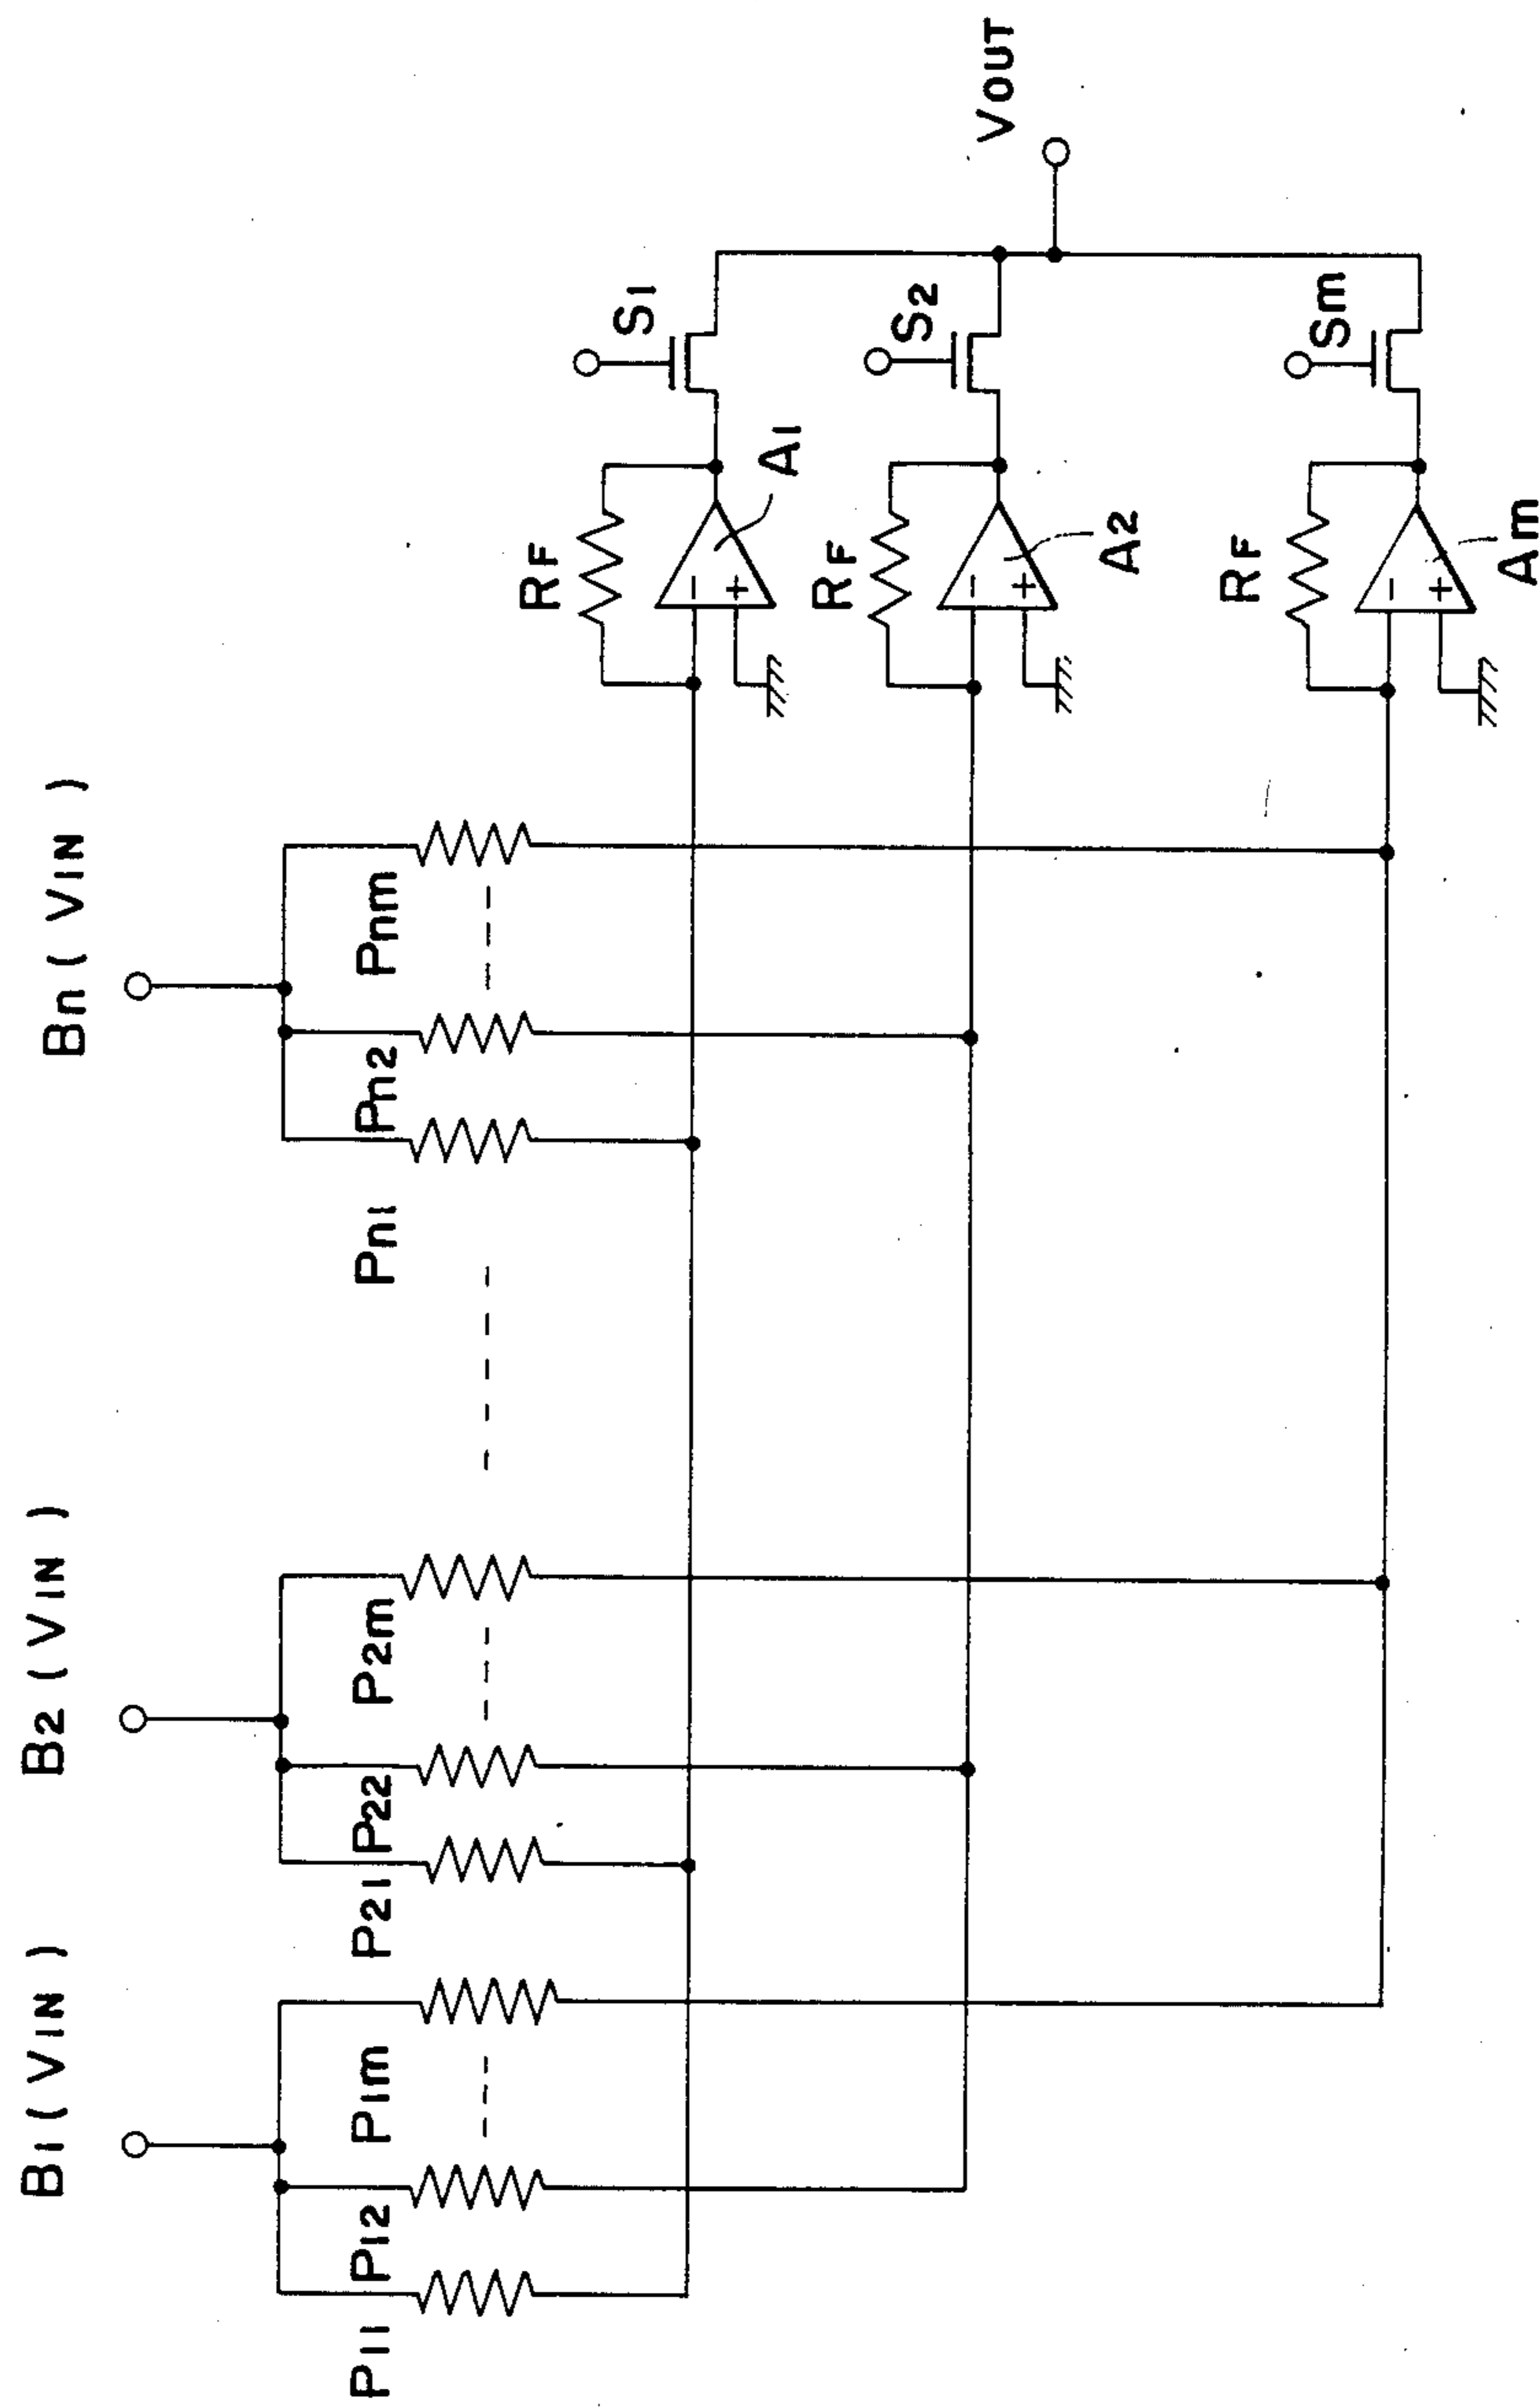 B1 ( VIN )
B2 ( VIN )
Bn ( VIN )
P11
P12
P1m
P21
P22
P2m
Pn1
Pn2
Pnm
RF
−
+
A1
S1
RF
−
+
A2
S2
RF
−
+
Am
Sm
VOUT